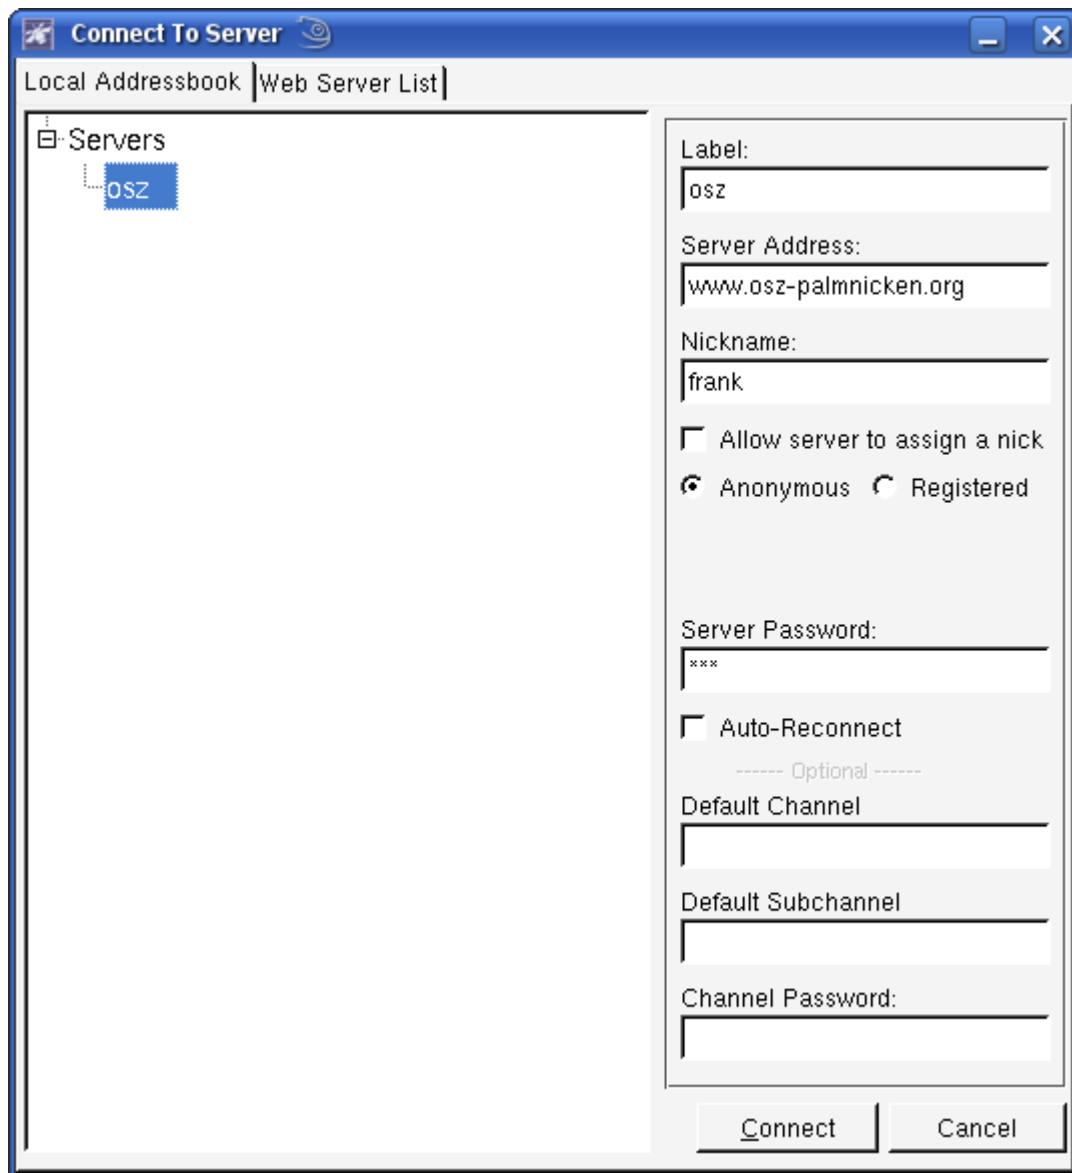 Connect To Server
Local Addressbook Web Server List
Servers
osz
Label:
osz
Server Address:
www.osz-palmnicken.org
Nickname:
frank
Allow server to assign a nick
Anonymous Registered
Server Password:
***
Auto-Reconnect
------ Optional ------
Default Channel
Default Subchannel
Channel Password:
Connect Cancel